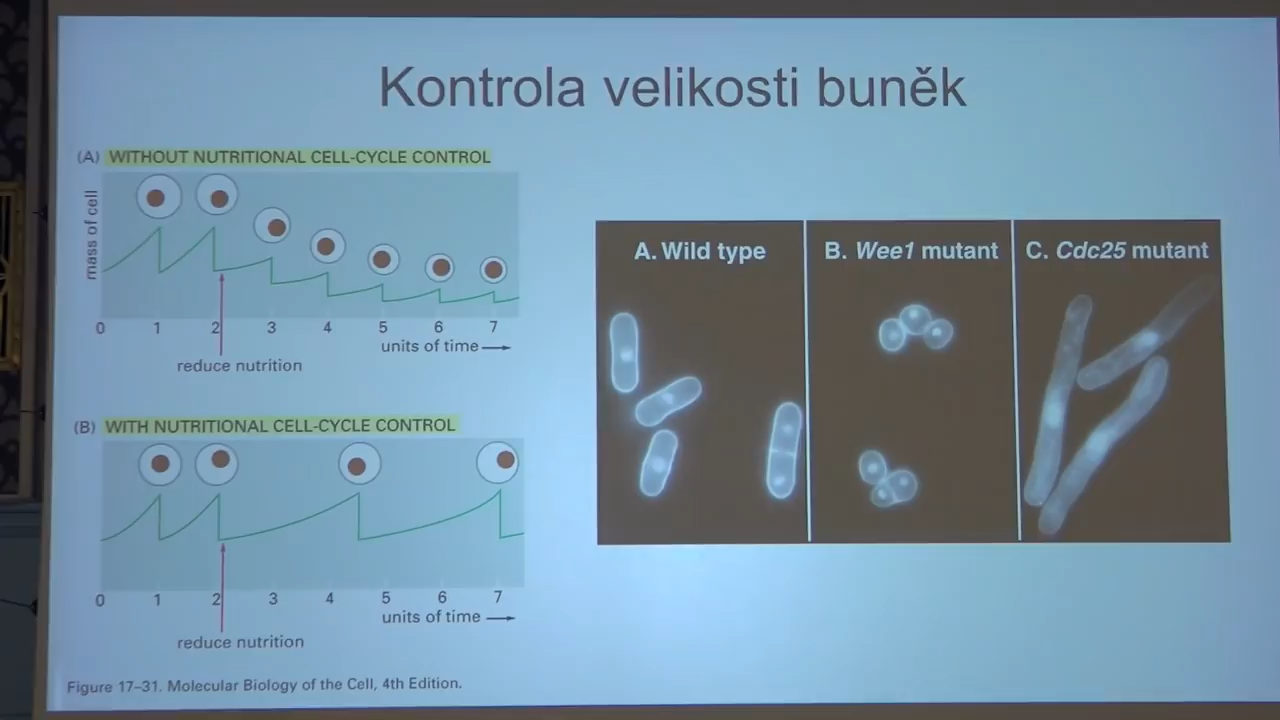 Kontrola velikosti buněk
(A) WITHOUT NUTRITIONAL CELL-CYCLE CONTROL
mass of cell
0 1 2 3 4 5 6 7
units of time
reduce nutrition
(B) WITH NUTRITIONAL CELL-CYCLE CONTROL
0 1 2 3 4 5 6 7
units of time
reduce nutrition
Figure 17–31. Molecular Biology of the Cell, 4th Edition.
A. Wild type
B. Wee1 mutant
C. Cdc25 mutant